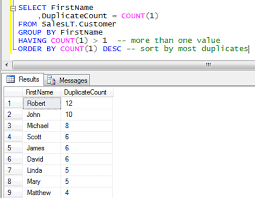 SELECT FirstName
,DuplicateCount = COUNT(1)
FROM SalesLT.Customer
GROUP BY FirstName
HAVING COUNT(1) > 1 -- more than one value
ORDER BY COUNT(1) DESC -- sort by most duplicates
Results Messages
FirstName DuplicateCount
1 Robert 12
2 John 10
3 Michael 8
4 Scott 6
5 James 6
6 David 6
7 Linda 5
8 Mary 5
9 Matthew 4